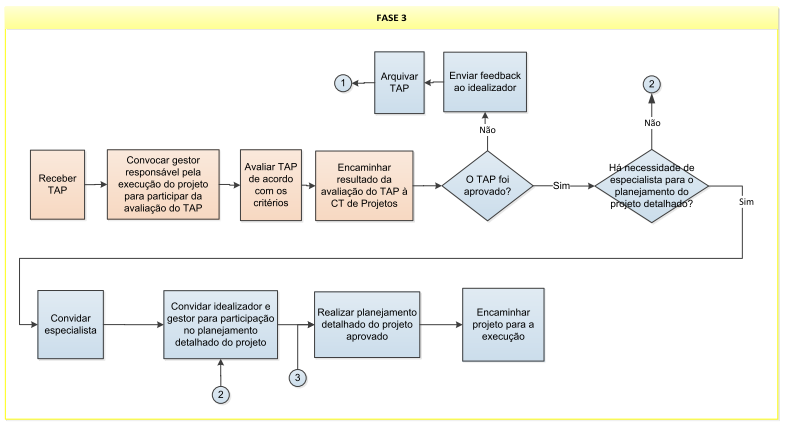 FASE 3
1
Arquivar
TAP
Enviar feedback
ao idealizador
2
Não
Não
Receber
TAP
Convocar gestor
responsável pela
execução do projeto
para participar da
avaliação do TAP
Avaliar TAP
de acordo
com os
critérios
Encaminhar
resultado da
avaliação do TAP à
CT de Projetos
O TAP foi
aprovado?
Sim
Há necessidade de
especialista para o
planejamento do
projeto detalhado?
Sim
Convidar
especialista
Convidar idealizador e
gestor para participação
no planejamento
detalhado do projeto
Realizar planejamento
detalhado do projeto
aprovado
Encaminhar
projeto para a
execução
2
3